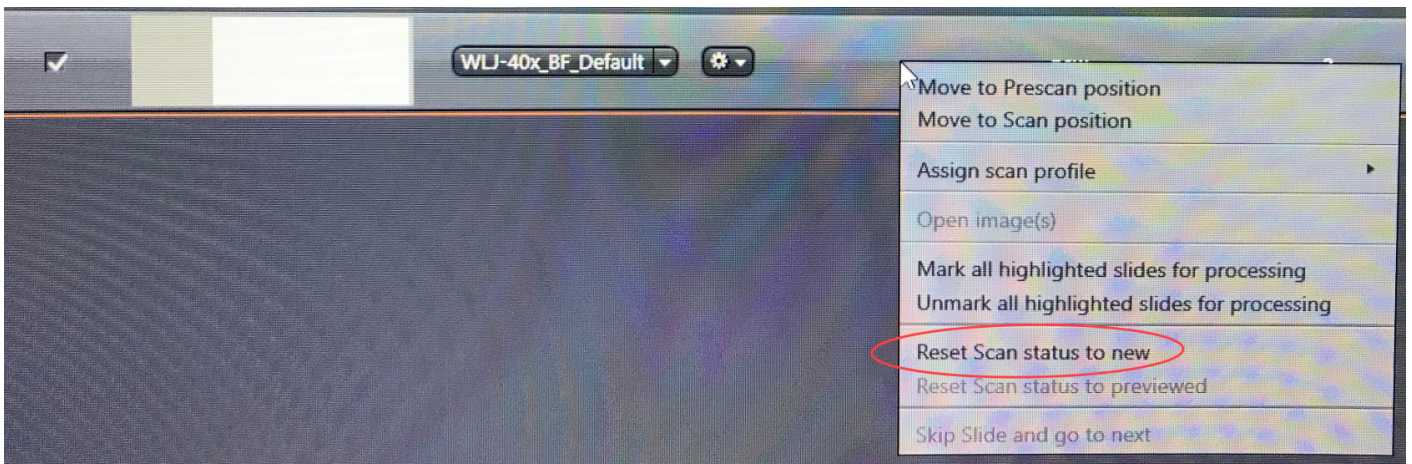 WLJ-40x_BF_Default
Move to Prescan position
Move to Scan position
Assign scan profile
Open image(s)
Mark all highlighted slides for processing
Unmark all highlighted slides for processing
Reset Scan status to new
Reset Scan status to previewed
Skip Slide and go to next